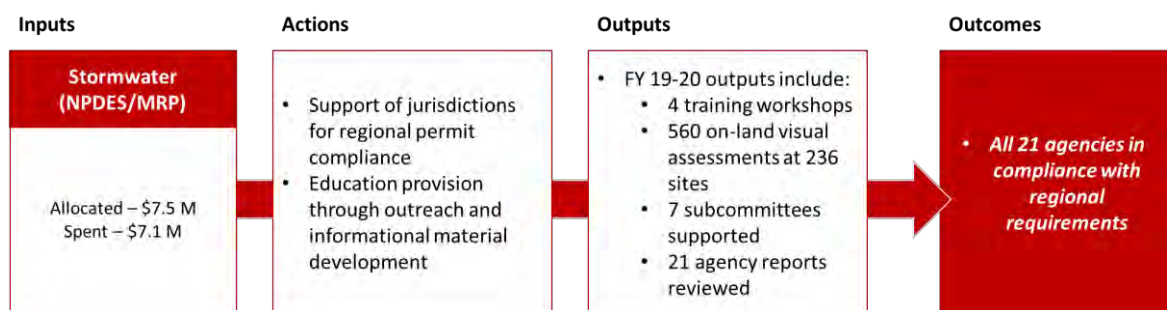 Inputs
Stormwater
(NPDES/MRP)
Allocated – $7.5 M
Spent – $7.1 M
Actions
• Support of jurisdictions
for regional permit
compliance
• Education provision
through outreach and
informational material
development
Outputs
• FY 19-20 outputs include:
• 4 training workshops
• 560 on-land visual
assessments at 236
sites
• 7 subcommittees
supported
• 21 agency reports
reviewed
Outcomes
• All 21 agencies in
compliance with
regional
requirements